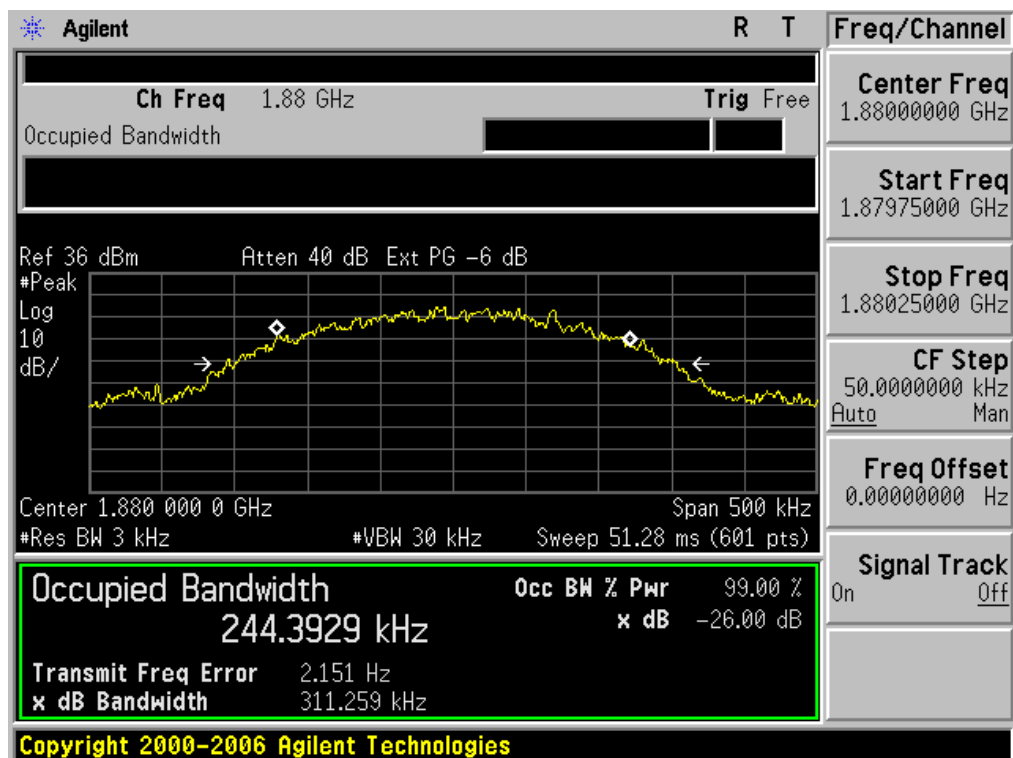 Agilent R T
Ch Freq 1.88 GHz Trig Free
Occupied Bandwidth
Ref 36 dBm Atten 40 dB Ext PG -6 dB
#Peak
Log
10
dB/
Center 1.880 000 0 GHz Span 500 kHz
#Res BW 3 kHz #VBW 30 kHz Sweep 51.28 ms (601 pts)
Occupied Bandwidth Occ BW % Pwr 99.00 %
244.3929 kHz x dB -26.00 dB
Transmit Freq Error 2.151 Hz
x dB Bandwidth 311.259 kHz
Copyright 2000-2006 Agilent Technologies
Freq/Channel
Center Freq
1.88000000 GHz
Start Freq
1.87975000 GHz
Stop Freq
1.88025000 GHz
CF Step
50.0000000 kHz
Auto Man
Freq Offset
0.00000000 Hz
Signal Track
On Off